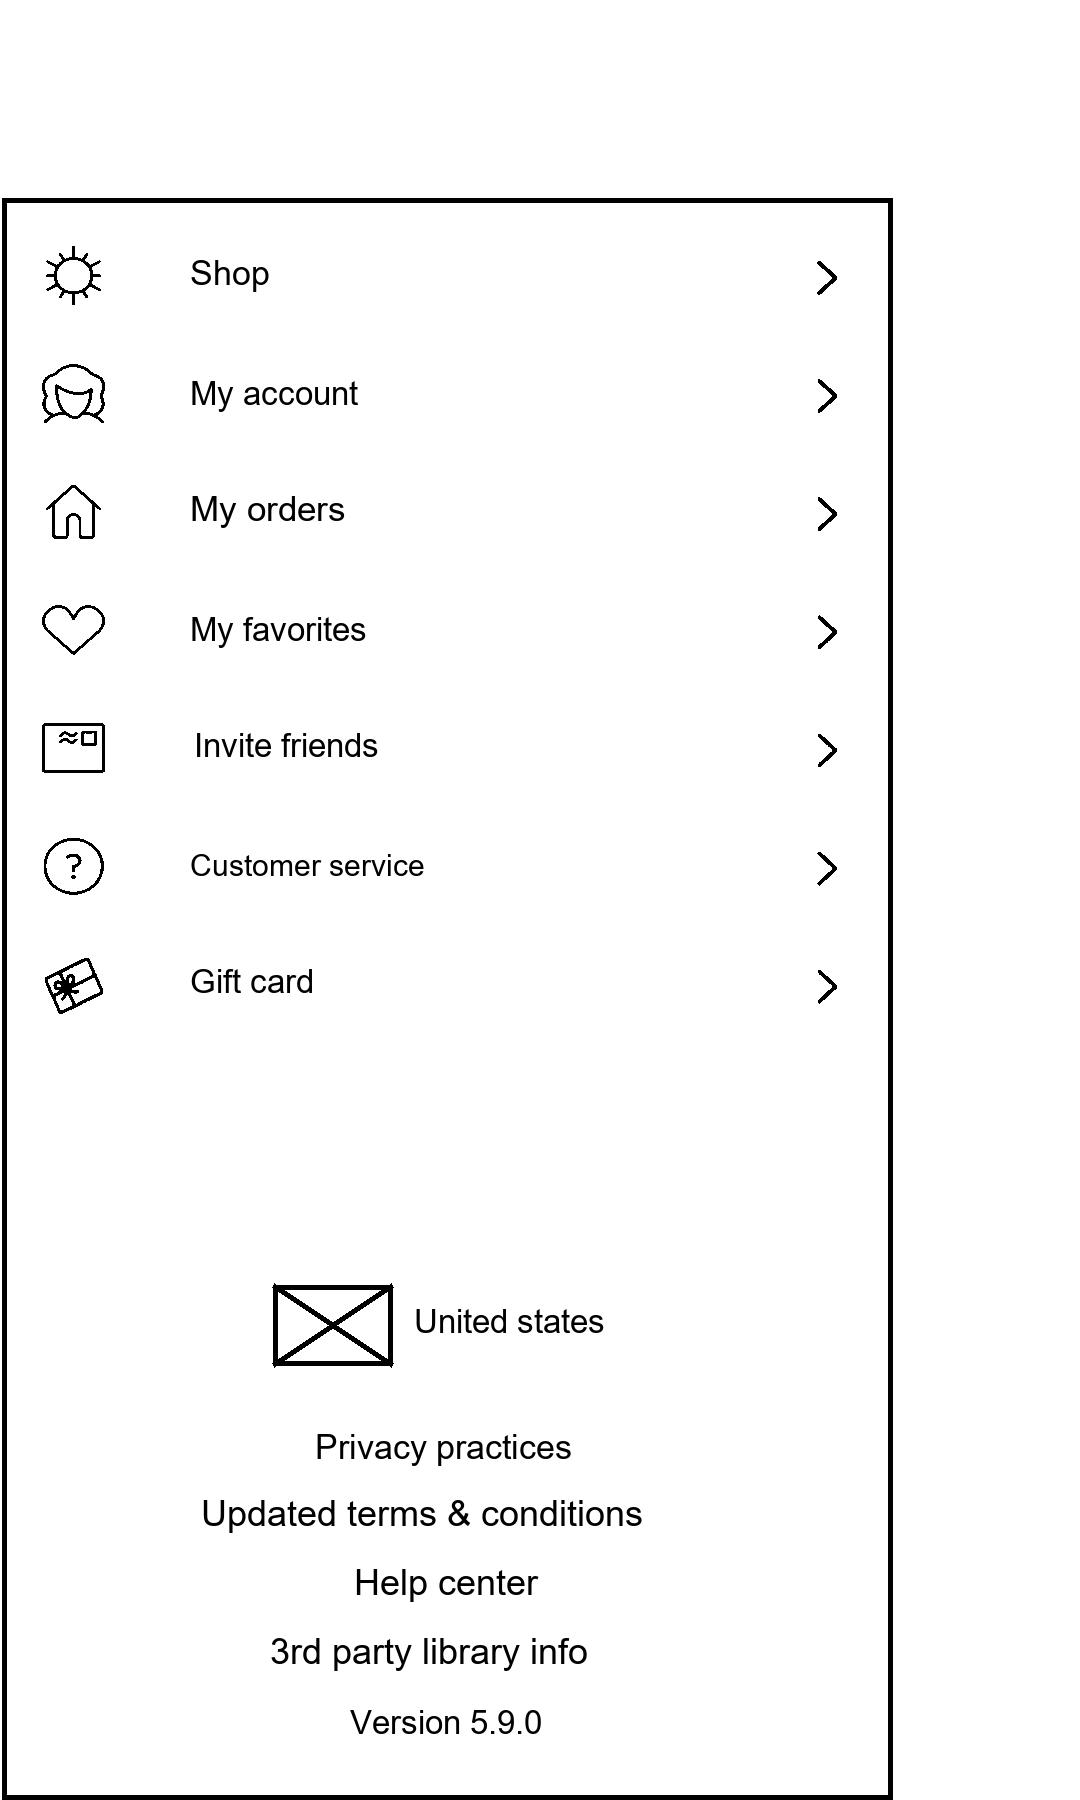 Shop
My account
My orders
My favorites
Invite friends
?
Customer service
Gift card
United states
Privacy practices
Updated terms & conditions
Help center
3rd party library info
Version 5.9.0